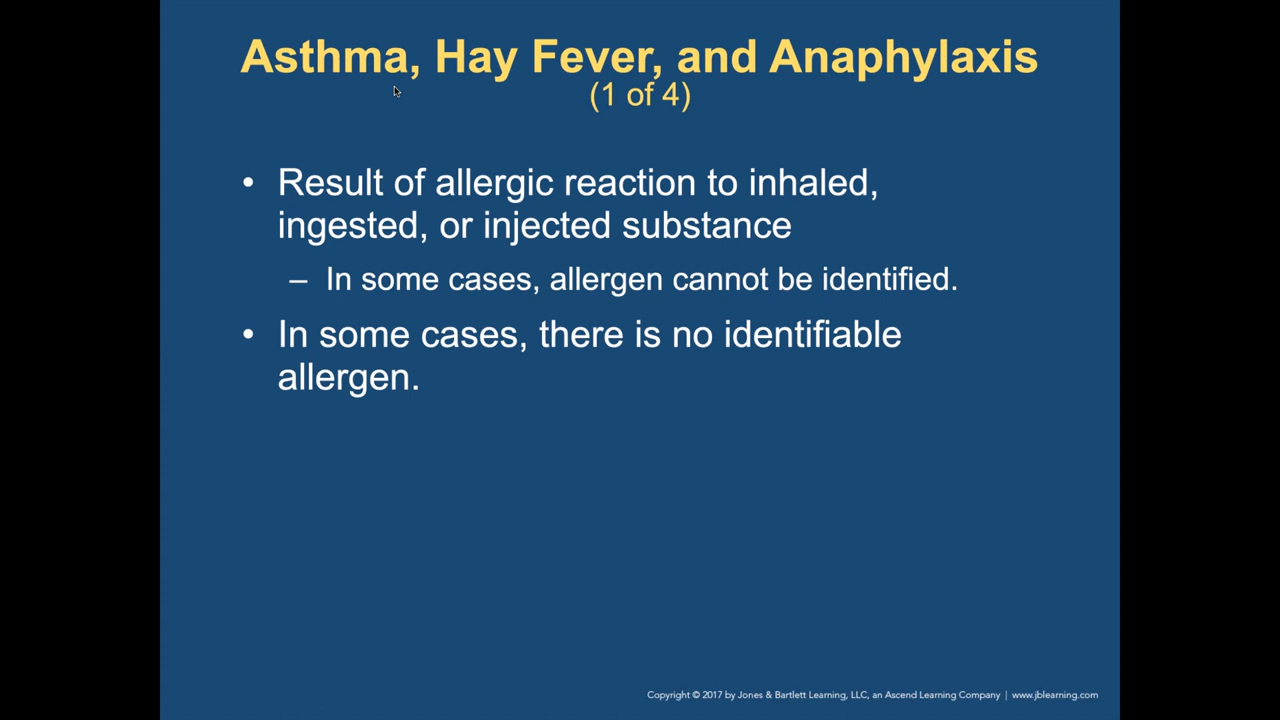 Asthma, Hay Fever, and Anaphylaxis
(1 of 4)
• Result of allergic reaction to inhaled,
ingested, or injected substance
– In some cases, allergen cannot be identified.
• In some cases, there is no identifiable
allergen.
Copyright © 2017 by Jones & Bartlett Learning, LLC, an Ascend Learning Company | www.jblearning.com